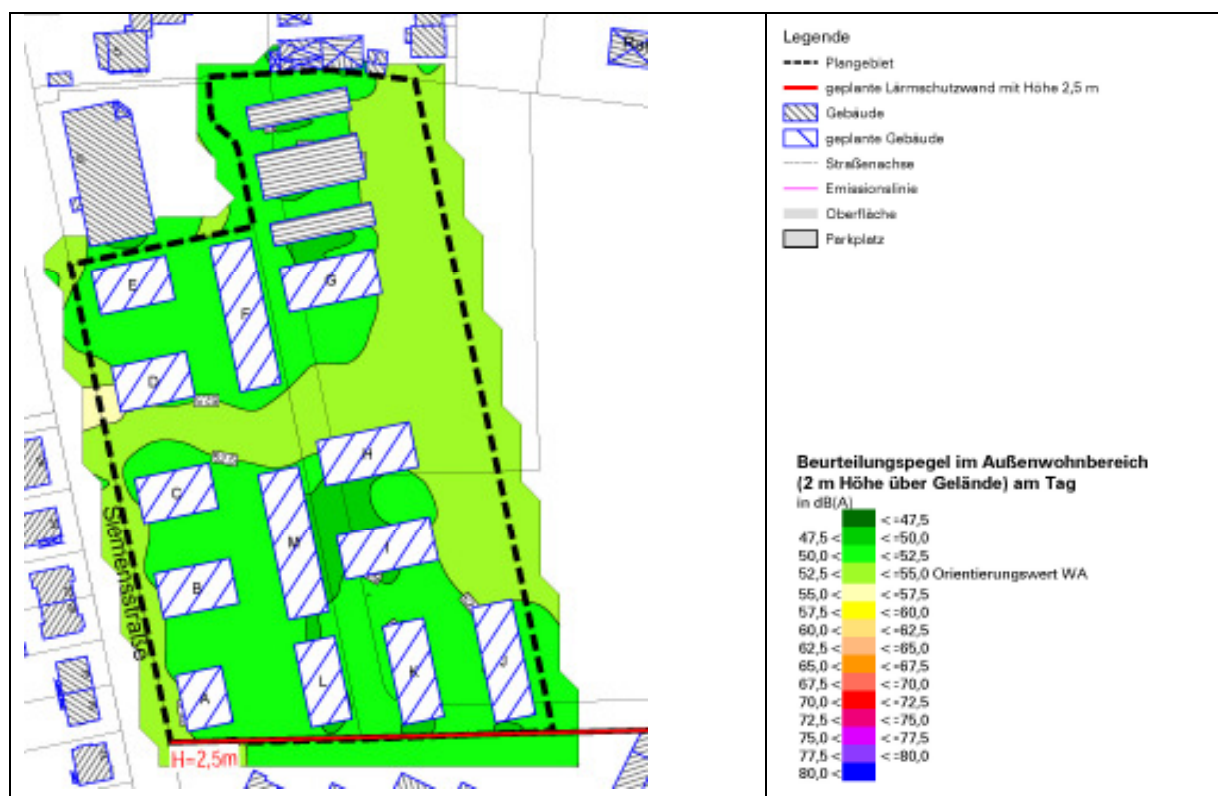 E
F
G
D
H
C
M
I
B
Siemensstraße
A
L
K
J
H=2,5m
Legende
Plangebiet
geplante Lärmschutzwand mit Höhe 2,5 m
Gebäude
geplante Gebäude
Straßenachse
Emissionslinie
Oberfläche
Parkplatz
Beurteilungspegel im Außenwohnbereich
(2 m Höhe über Gelände) am Tag
in dB(A)
<=47,5
47,5 < <=50,0
50,0 < <=52,5
52,5 < <=55,0 Orientierungswert WA
55,0 < <=57,5
57,5 < <=60,0
60,0 < <=62,5
62,5 < <=65,0
65,0 < <=67,5
67,5 < <=70,0
70,0 < <=72,5
72,5 < <=75,0
75,0 < <=77,5
77,5 < <=80,0
80,0 <